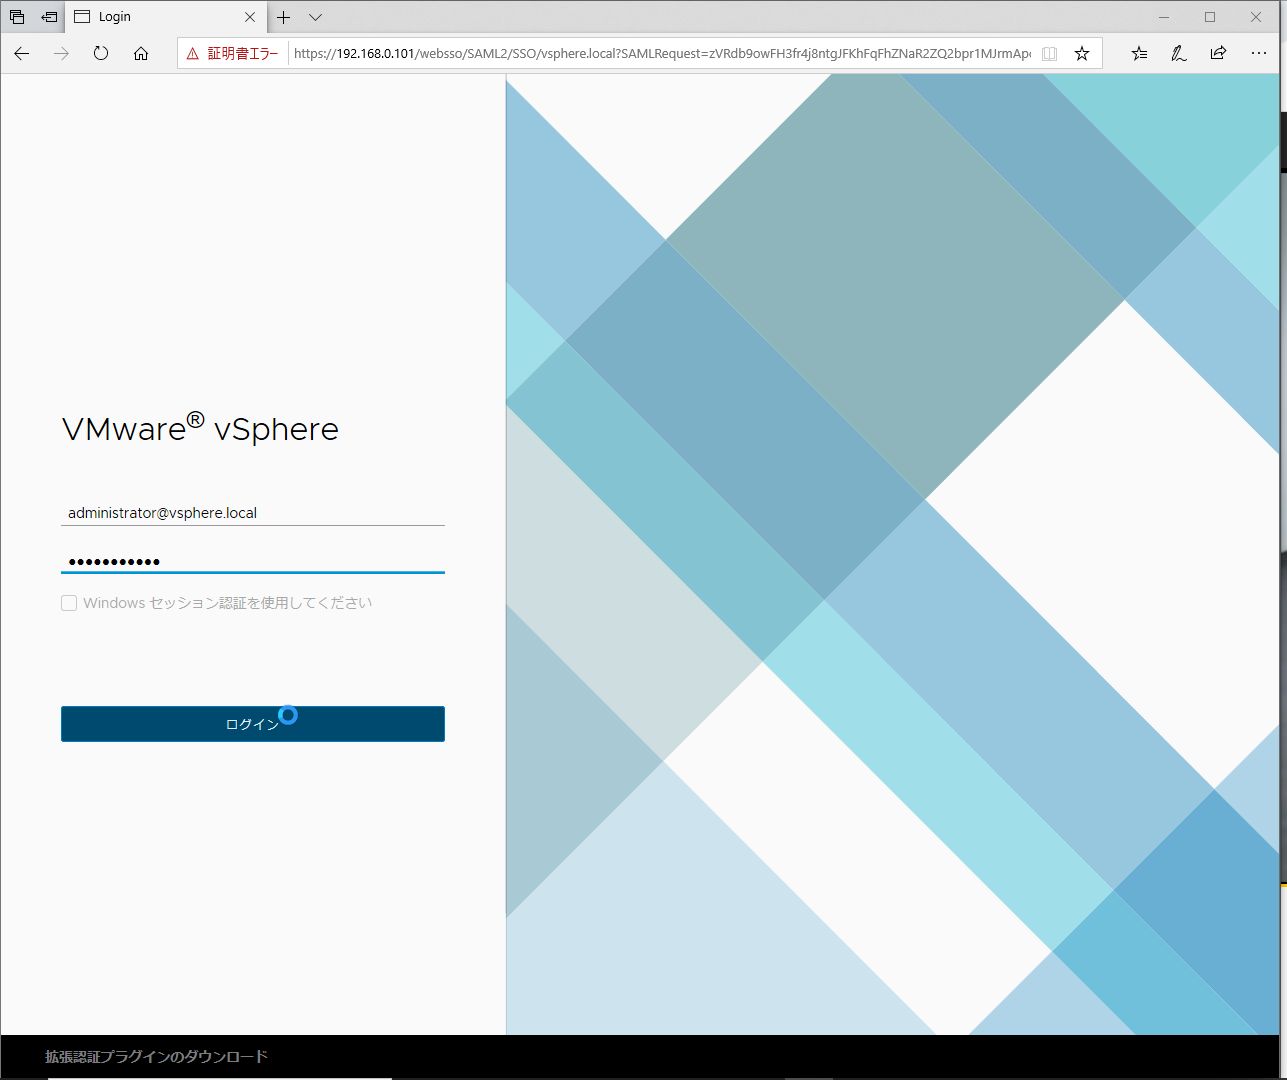 Login
証明書エラー
https://192.168.0.101/websso/SAML2/SSO/vsphere.local?SAMLRequest=zVRdb9owFH3fr4j8ntgJFKhFqFhZNaR2ZQ2bpr1MJrmApc
VMware® vSphere
administrator@vsphere.local
•••••••••••
Windows セッション認証を使用してください
ログイン
拡張認証プラグインのダウンロード